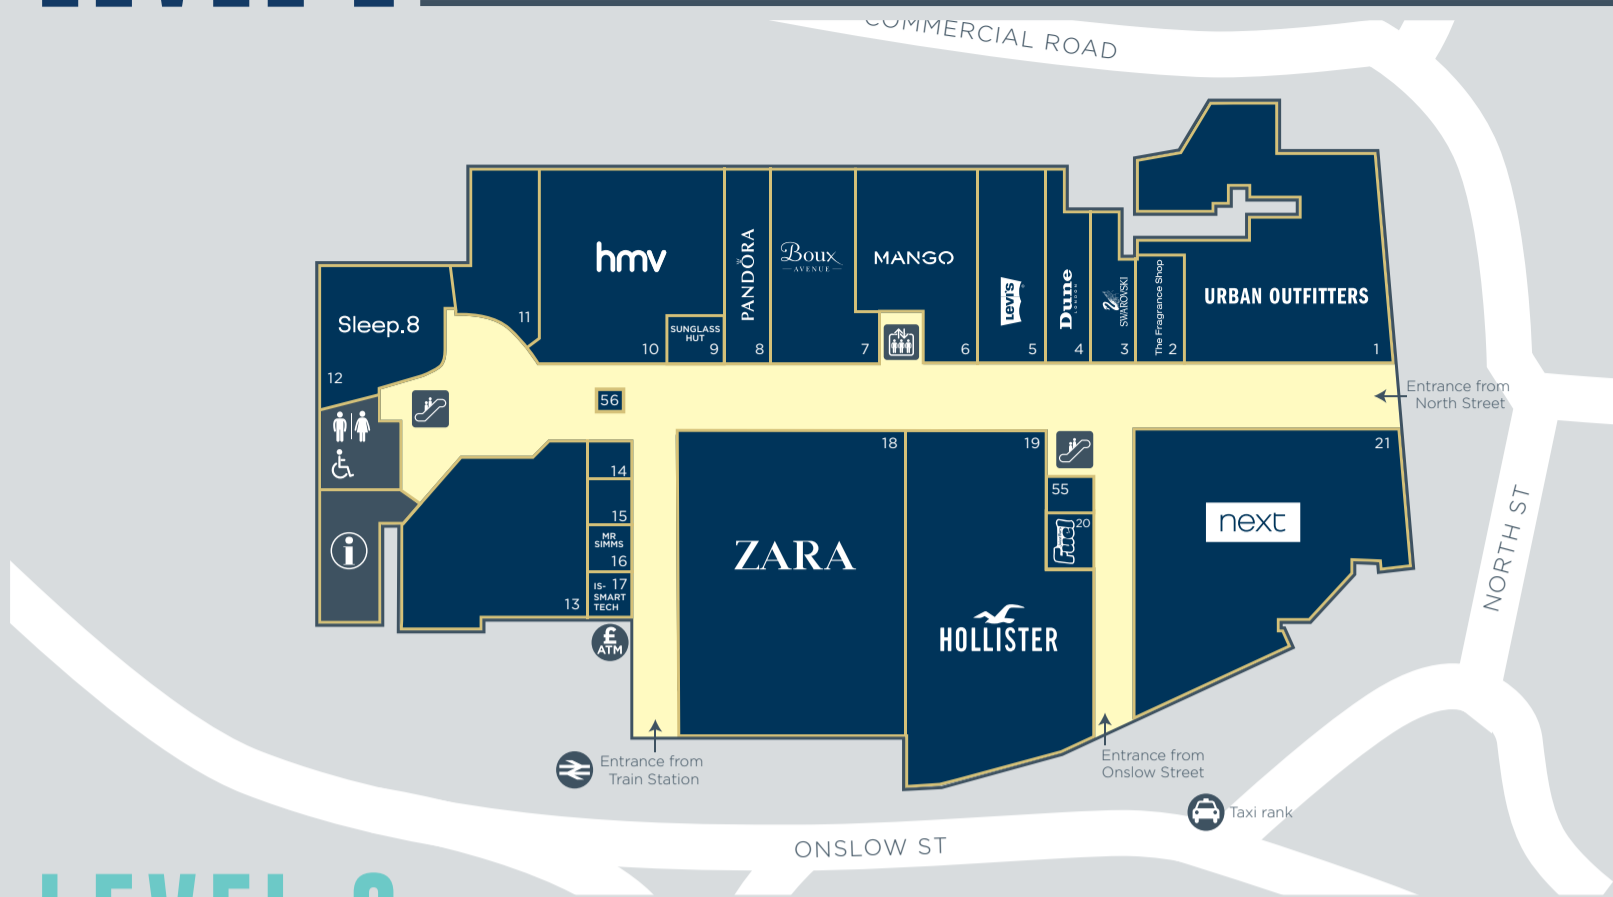 COMMERCIAL ROAD
hmv
10
SUNGLASS
HUT
9
PANDÓRA
8
Boux
AVENUE
7
MANGO
6
Levi's
5
Dune
LONDON
4
SWAROVSKI
3
The Fragrance Shop
2
URBAN OUTFITTERS
1
11
Sleep.8
12
56
Entrance from
North Street
14
15
MR
SIMMS
16
IS-
SMART
TECH
17
13
£
ATM
18
ZARA
19
HOLLISTER
55
20
Fuel
21
next
NORTH ST
i
Entrance from
Train Station
Entrance from
Onslow Street
Taxi rank
ONSLOW ST